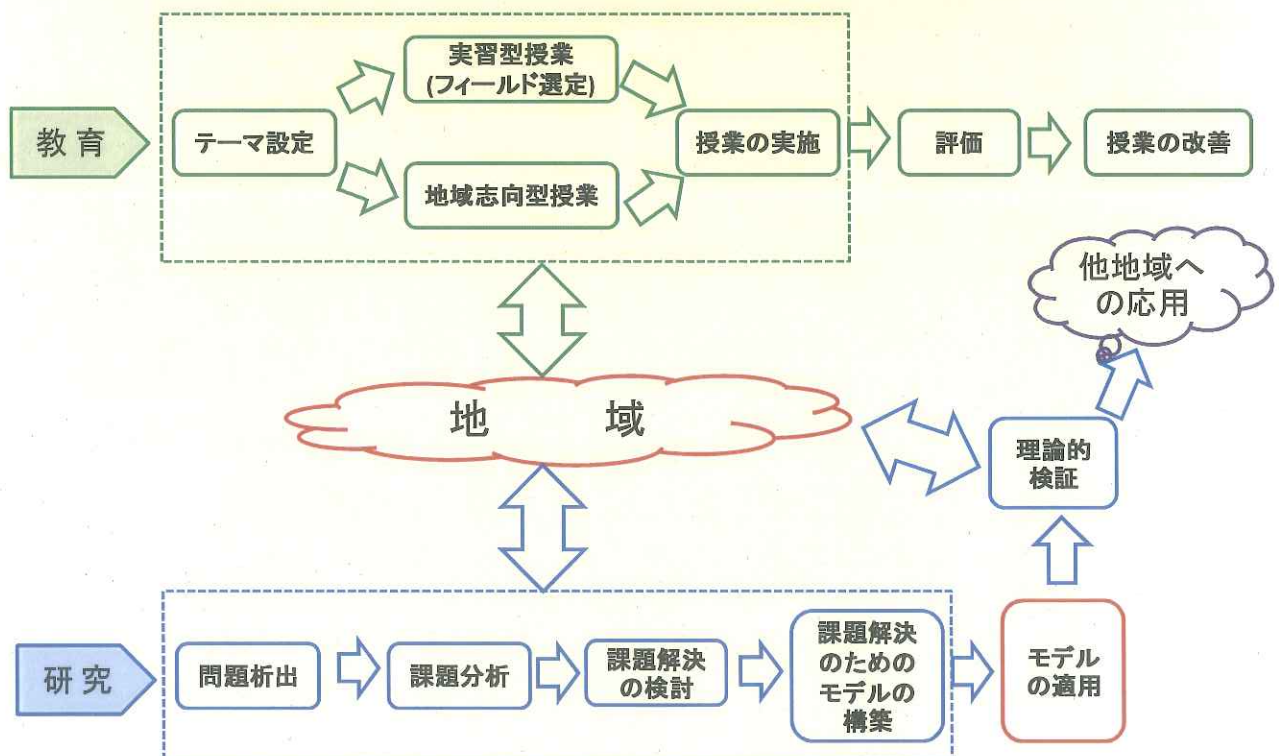 実習型授業
(フィールド選定)
教育
テーマ設定
授業の実施
評価
授業の改善
地域志向型授業
他地域へ
の応用
地　域
理論的
検証
研究
問題析出
課題分析
課題解決
の検討
課題解決
のための
モデルの
構築
モデル
の適用